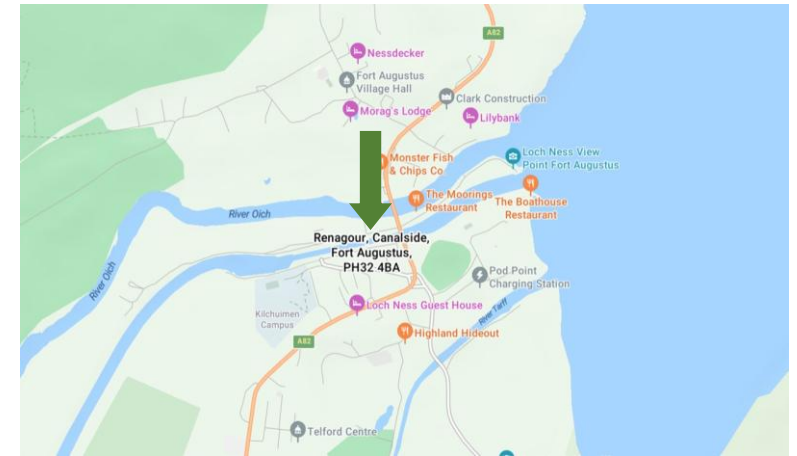 A82
Nessdecker
Fort Augustus
Village Hall
Clark Construction
Morag's Lodge
Lilybank
Monster Fish
& Chips Co
Loch Ness View
Point Fort Augustus
The Moorings
Restaurant
The Boathouse
Restaurant
River Oich
Renagour, Canalside,
Fort Augustus,
PH32 4BA
River Oich
Pod Point
Charging Station
Loch Ness Guest House
Kilchuimen
Campus
River Tarff
A82
Highland Hideout
Telford Centre